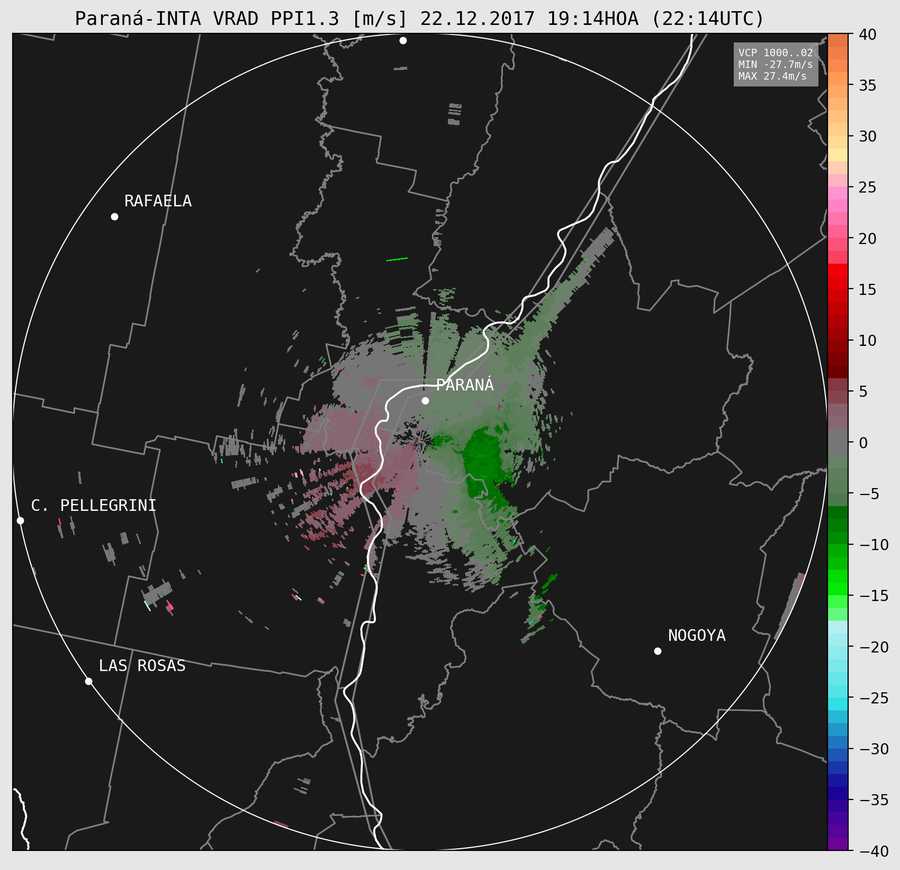 Paraná-INTA VRAD PPI1.3 [m/s] 22.12.2017 19:14HOA (22:14UTC)
VCP 1000..02
MIN -27.7m/s
MAX 27.4m/s
RAFAELA
PARANÁ
C. PELLEGRINI
NOGOYA
LAS ROSAS
40
35
30
25
20
15
10
5
0
−5
−10
−15
−20
−25
−30
−35
−40